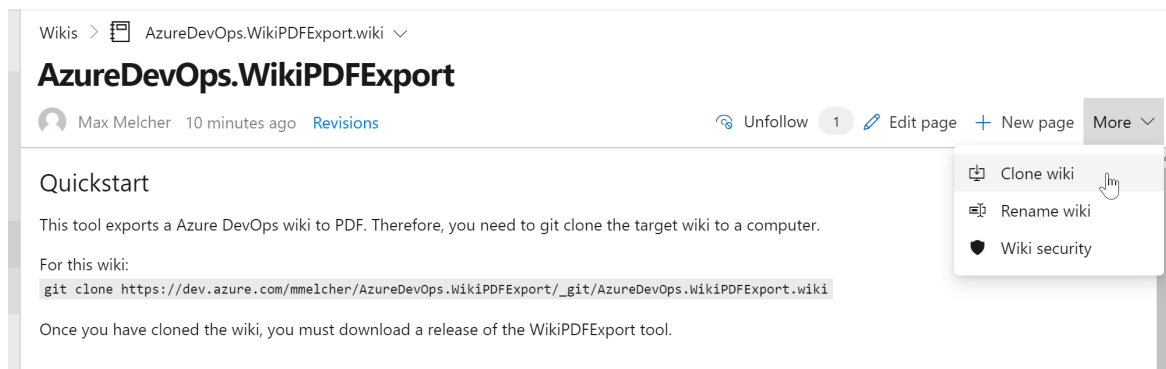 Wikis > AzureDevOps.WikiPDFExport.wiki
AzureDevOps.WikiPDFExport
Max Melcher 10 minutes ago Revisions
Unfollow 1 Edit page + New page More
Clone wiki
Rename wiki
Wiki security
Quickstart
This tool exports a Azure DevOps wiki to PDF. Therefore, you need to git clone the target wiki to a computer.
For this wiki:
git clone https://dev.azure.com/mmelcher/AzureDevOps.WikiPDFExport/_git/AzureDevOps.WikiPDFExport.wiki
Once you have cloned the wiki, you must download a release of the WikiPDFExport tool.